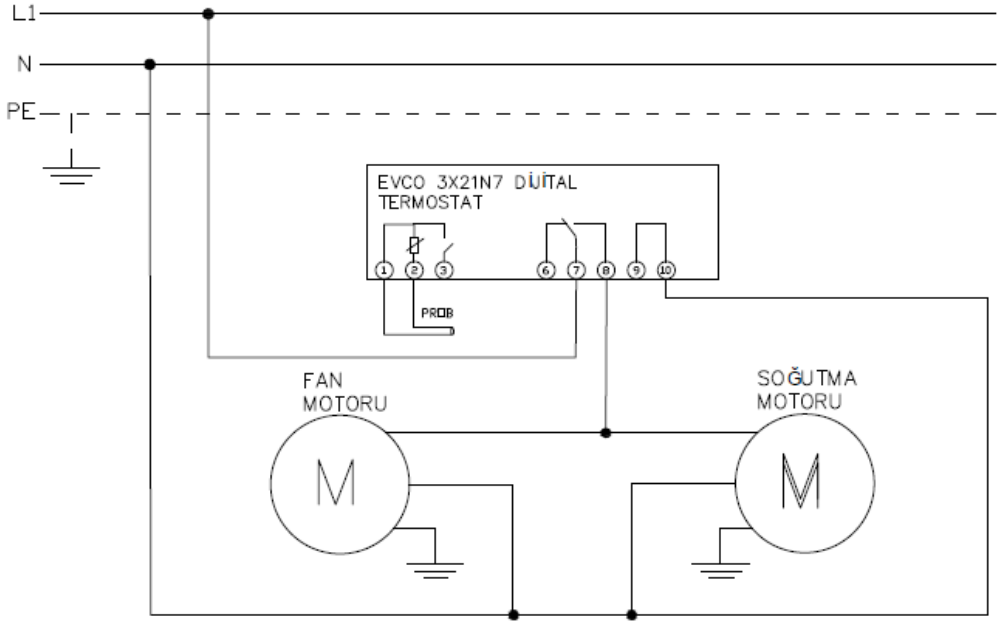 L1
N
PE
EVCO 3X21N7 DİJİTAL
TERMOSTAT
1 2 3 6 7 8 9 10
PROB
FAN
MOTORU
SOĞUTMA
MOTORU
M M